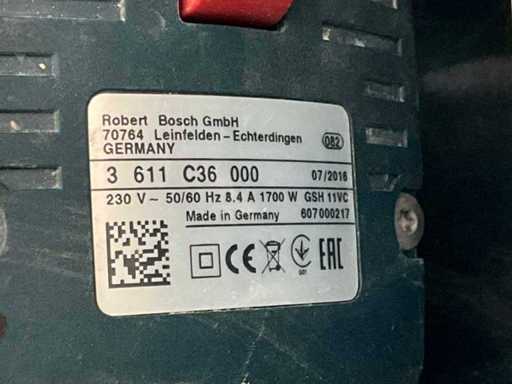 Robert Bosch GmbH
70764 Leinfelden - Echterdingen
GERMANY
082
3 611 C36 000
07/2016
230 V ~ 50/60 Hz 8.4 A 1700 W GSH 11VC
Made in Germany
607000217
CE
EAC